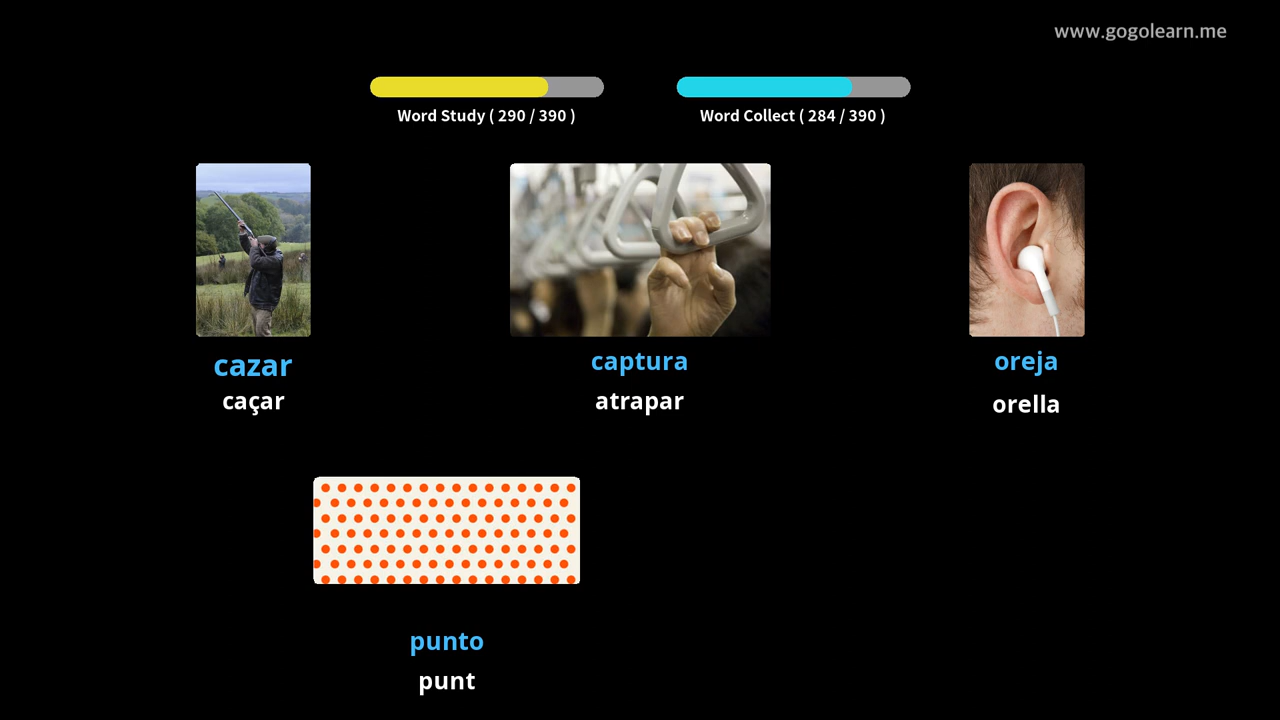 www.gogolearn.me
Word Study ( 290 / 390 )
Word Collect ( 284 / 390 )
cazar
caçar
captura
atrapar
oreja
orella
punto
punt